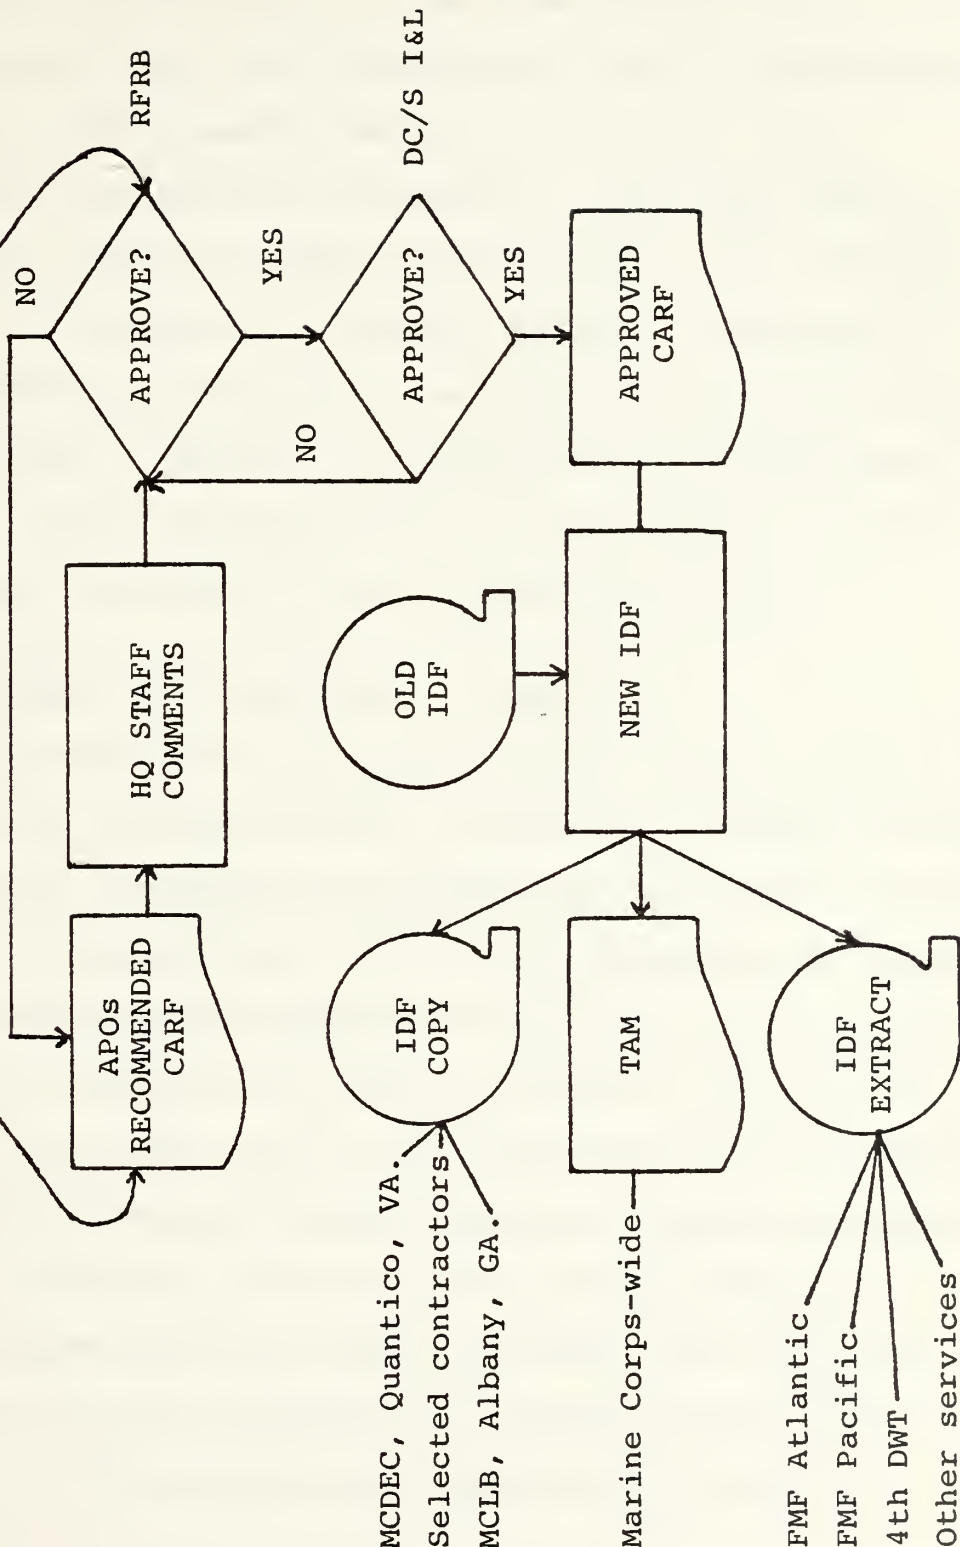 APOs
RECOMMENDED
CARF
HQ STAFF
COMMENTS
APPROVE?
RFRB
NO
YES
APPROVE?
DC/S I&L
NO
YES
APPROVED
CARF
OLD
IDF
NEW IDF
IDF
COPY
MCDEC, Quantico, VA.
Selected contractors
MCLB, Albany, GA.
TAM
Marine Corps-wide
IDF
EXTRACT
FMF Atlantic
FMF Pacific
4th DWT
Other services